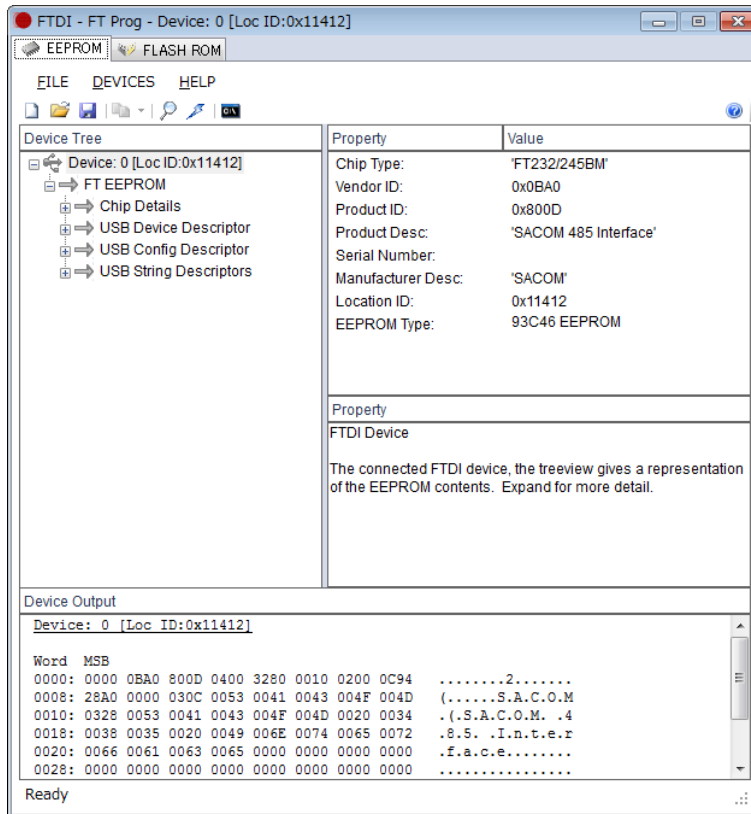 FTDI - FT Prog - Device: 0 [Loc ID:0x11412]
EEPROM FLASH ROM
FILE DEVICES HELP
C:\
Device Tree
Device: 0 [Loc ID:0x11412]
FT EEPROM
Chip Details
USB Device Descriptor
USB Config Descriptor
USB String Descriptors
Property Value
Chip Type: 'FT232/245BM'
Vendor ID: 0x0BA0
Product ID: 0x800D
Product Desc: 'SACOM 485 Interface'
Serial Number:
Manufacturer Desc: 'SACOM'
Location ID: 0x11412
EEPROM Type: 93C46 EEPROM
Property
FTDI Device
The connected FTDI device, the treeview gives a representation
of the EEPROM contents.  Expand for more detail.
Device Output
Device: 0 [Loc ID:0x11412]
Word  MSB
0000: 0000 0BA0 800D 0400 3280 0010 0200 0C94   ........2.......
0008: 28A0 0000 030C 0053 0041 0043 004F 004D   (......S.A.C.O.M
0010: 0328 0053 0041 0043 004F 004D 0020 0034   .(.S.A.C.O.M. .4
0018: 0038 0035 0020 0049 006E 0074 0065 0072   .8.5. .I.n.t.e.r
0020: 0066 0061 0063 0065 0000 0000 0000 0000   .f.a.c.e........
0028: 0000 0000 0000 0000 0000 0000 0000 0000   ................
Ready